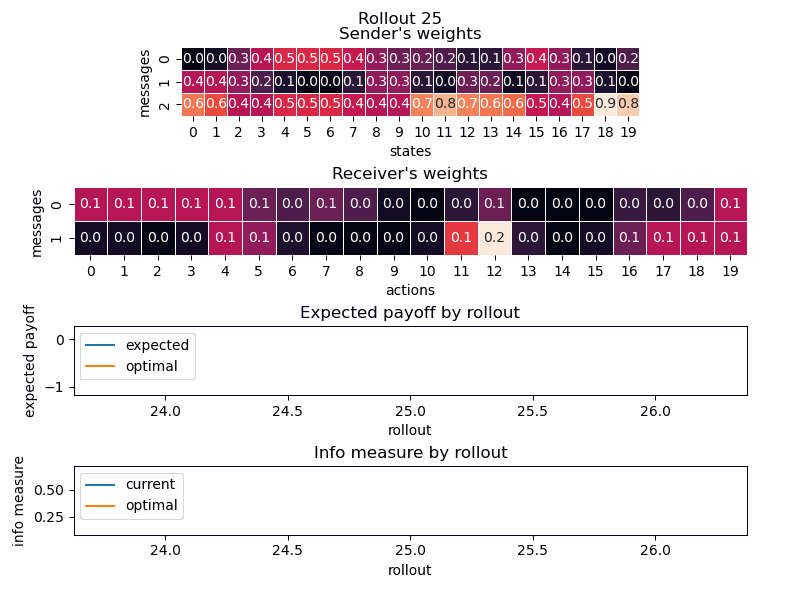 Rollout 25
Sender's weights
messages
0 0.0 0.0 0.3 0.4 0.5 0.5 0.5 0.4 0.3 0.3 0.2 0.2 0.1 0.1 0.3 0.4 0.3 0.1 0.0 0.2
1 0.4 0.4 0.3 0.2 0.1 0.0 0.0 0.1 0.3 0.3 0.1 0.0 0.3 0.2 0.1 0.1 0.3 0.3 0.1 0.0
2 0.6 0.6 0.4 0.4 0.5 0.5 0.5 0.4 0.4 0.4 0.7 0.8 0.7 0.6 0.6 0.5 0.4 0.5 0.9 0.8
0 1 2 3 4 5 6 7 8 9 10 11 12 13 14 15 16 17 18 19
states
Receiver's weights
messages
0 0.1 0.1 0.1 0.1 0.1 0.1 0.0 0.1 0.0 0.0 0.0 0.0 0.1 0.0 0.0 0.0 0.0 0.0 0.0 0.1
1 0.0 0.0 0.0 0.0 0.1 0.1 0.0 0.0 0.0 0.0 0.0 0.1 0.2 0.0 0.0 0.0 0.1 0.1 0.1 0.1
0 1 2 3 4 5 6 7 8 9 10 11 12 13 14 15 16 17 18 19
actions
Expected payoff by rollout
expected payoff
0
−1
expected
optimal
24.0 24.5 25.0 25.5 26.0
rollout
Info measure by rollout
info measure
0.50
0.25
current
optimal
24.0 24.5 25.0 25.5 26.0
rollout